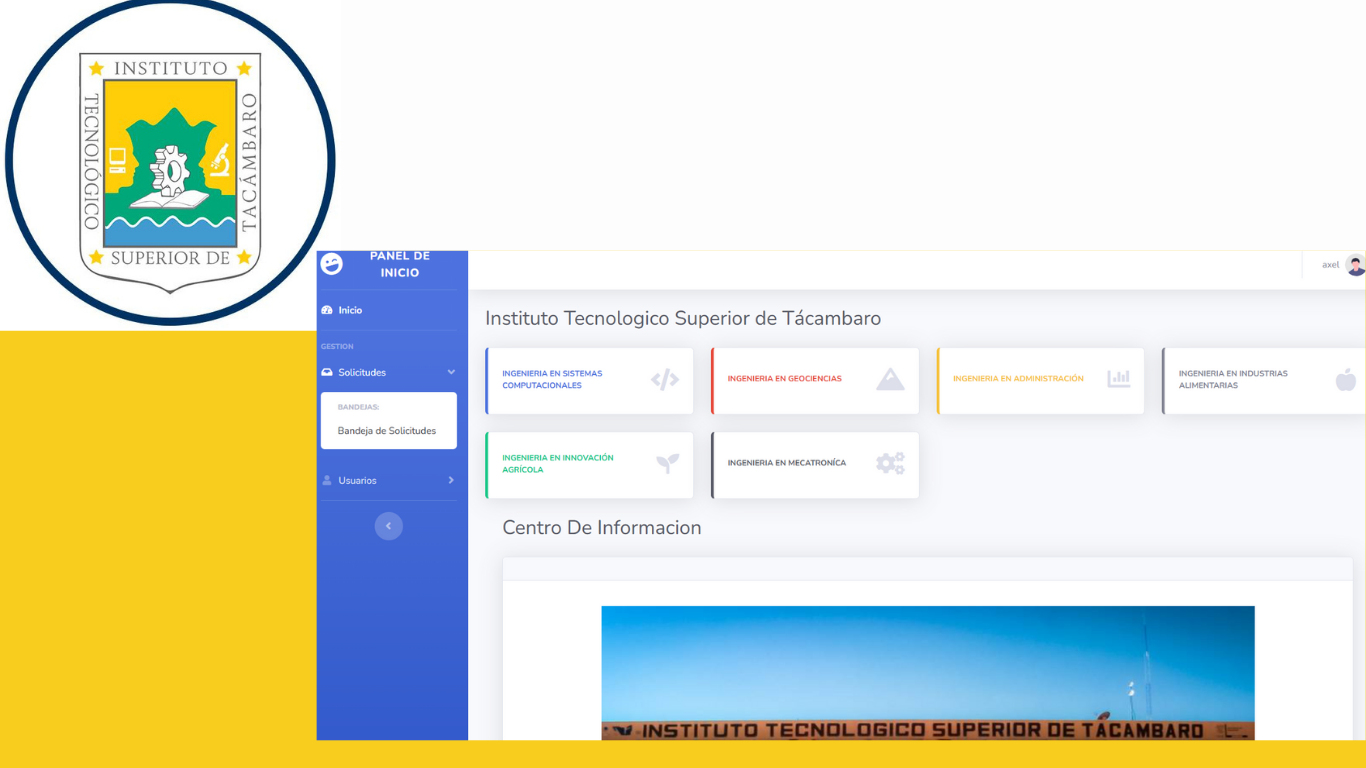 INSTITUTO
TECNOLÓGICO
TACÁMBARO
SUPERIOR DE
PANEL DE
INICIO
axel
Inicio
Instituto Tecnologico Superior de Tácambaro
GESTION
Solicitudes
BANDEJAS:
Bandeja de Solicitudes
Usuarios
INGENIERIA EN SISTEMAS
COMPUTACIONALES
INGENIERIA EN GEOCIENCIAS
INGENIERIA EN ADMINISTRACIÓN
INGENIERIA EN INDUSTRIAS
ALIMENTARIAS
INGENIERIA EN INNOVACIÓN
AGRÍCOLA
INGENIERIA EN MECATRONÍCA
Centro De Informacion
INSTITUTO TECNOLOGICO SUPERIOR DE TACAMBARO